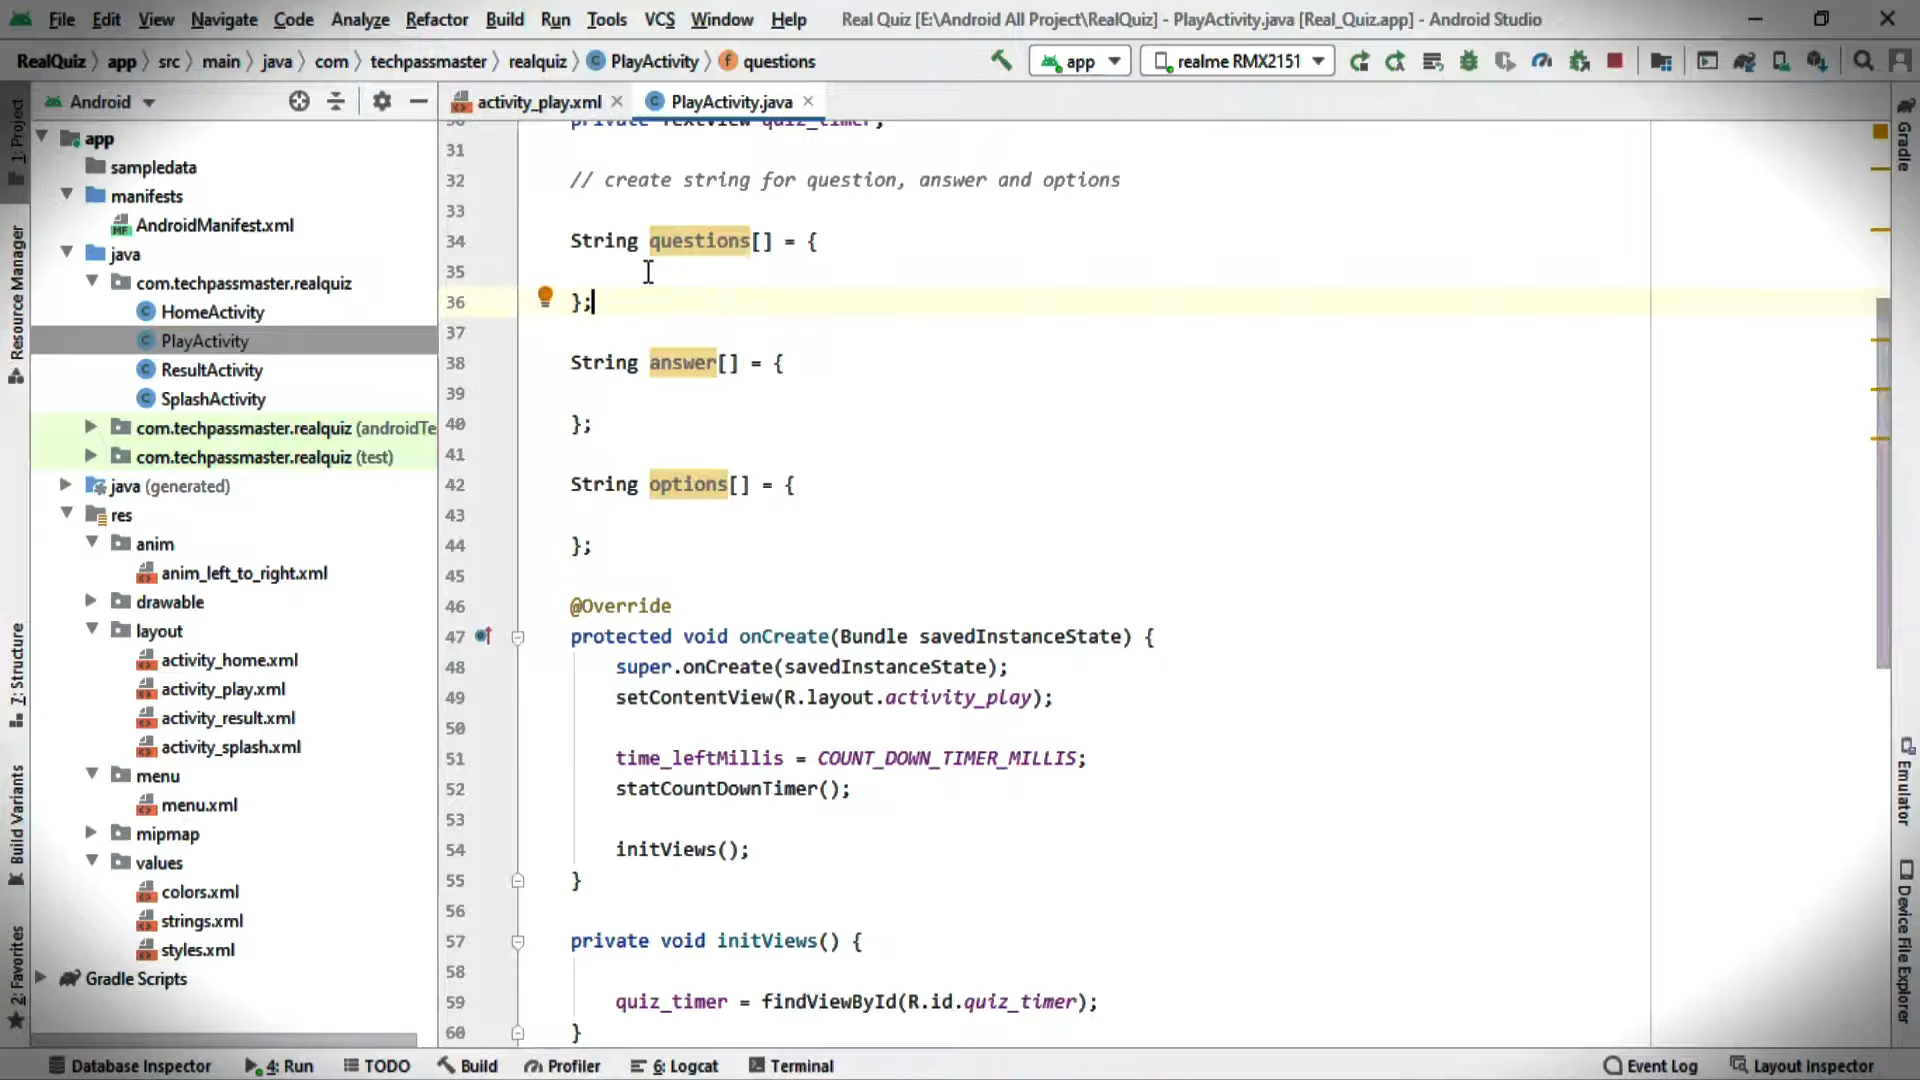 File Edit View Navigate Code Analyze Refactor Build Run Tools VCS Window Help Real Quiz [E:\Android All Project\RealQuiz] - PlayActivity.java [Real_Quiz.app] - Android Studio
RealQuiz app src main java com techpassmaster realquiz PlayActivity questions app realme RMX2151
Android activity_play.xml PlayActivity.java
1: Project
Resource Manager
7: Structure
Build Variants
2: Favorites
app
sampledata
manifests
AndroidManifest.xml
java
com.techpassmaster.realquiz
HomeActivity
PlayActivity
ResultActivity
SplashActivity
com.techpassmaster.realquiz (androidTe
com.techpassmaster.realquiz (test)
java (generated)
res
anim
anim_left_to_right.xml
drawable
layout
activity_home.xml
activity_play.xml
activity_result.xml
activity_splash.xml
menu
menu.xml
mipmap
values
colors.xml
strings.xml
styles.xml
Gradle Scripts
30 private TextView quiz_timer;
31
32 // create string for question, answer and options
33
34 String questions[] = {
35
36 };
37
38 String answer[] = {
39
40 };
41
42 String options[] = {
43
44 };
45
46 @Override
47 protected void onCreate(Bundle savedInstanceState) {
48 super.onCreate(savedInstanceState);
49 setContentView(R.layout.activity_play);
50
51 time_leftMillis = COUNT_DOWN_TIMER_MILLIS;
52 statCountDownTimer();
53
54 initViews();
55 }
56
57 private void initViews() {
58
59 quiz_timer = findViewById(R.id.quiz_timer);
60 }
Gradle
Emulator
Device File Explorer
Database Inspector 4: Run TODO Build Profiler 6: Logcat Terminal Event Log Layout Inspector